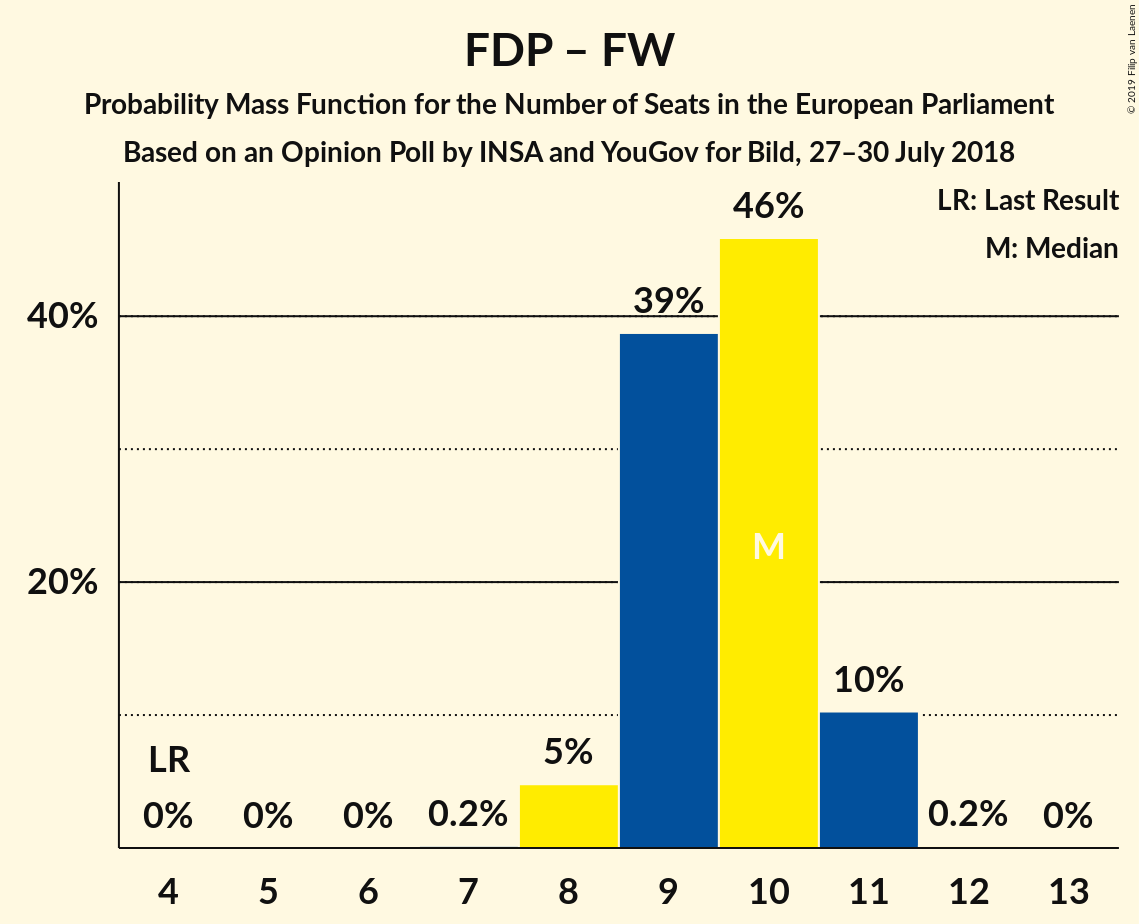 FDP – FW
Probability Mass Function for the Number of Seats in the European Parliament
Based on an Opinion Poll by INSA and YouGov for Bild, 27–30 July 2018
© 2019 Filip van Laenen
LR: Last Result
M: Median
46%
40%
39%
M
20%
10%
LR
5%
0%
0%
0%
0.2%
0.2%
0%
4 5 6 7 8 9 10 11 12 13